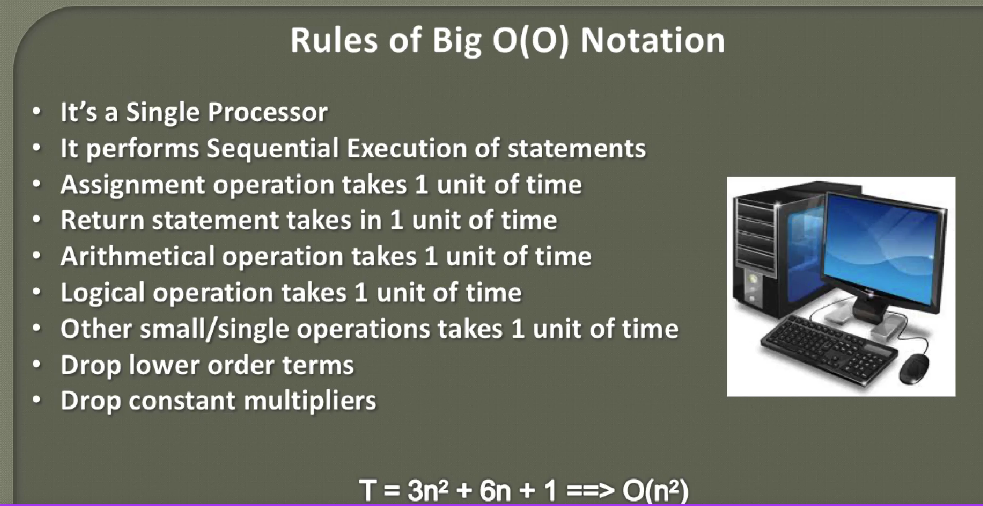 Rules of Big O(O) Notation
• It's a Single Processor
• It performs Sequential Execution of statements
• Assignment operation takes 1 unit of time
• Return statement takes in 1 unit of time
• Arithmetical operation takes 1 unit of time
• Logical operation takes 1 unit of time
• Other small/single operations takes 1 unit of time
• Drop lower order terms
• Drop constant multipliers
T = 3n² + 6n + 1 ==> O(n²)